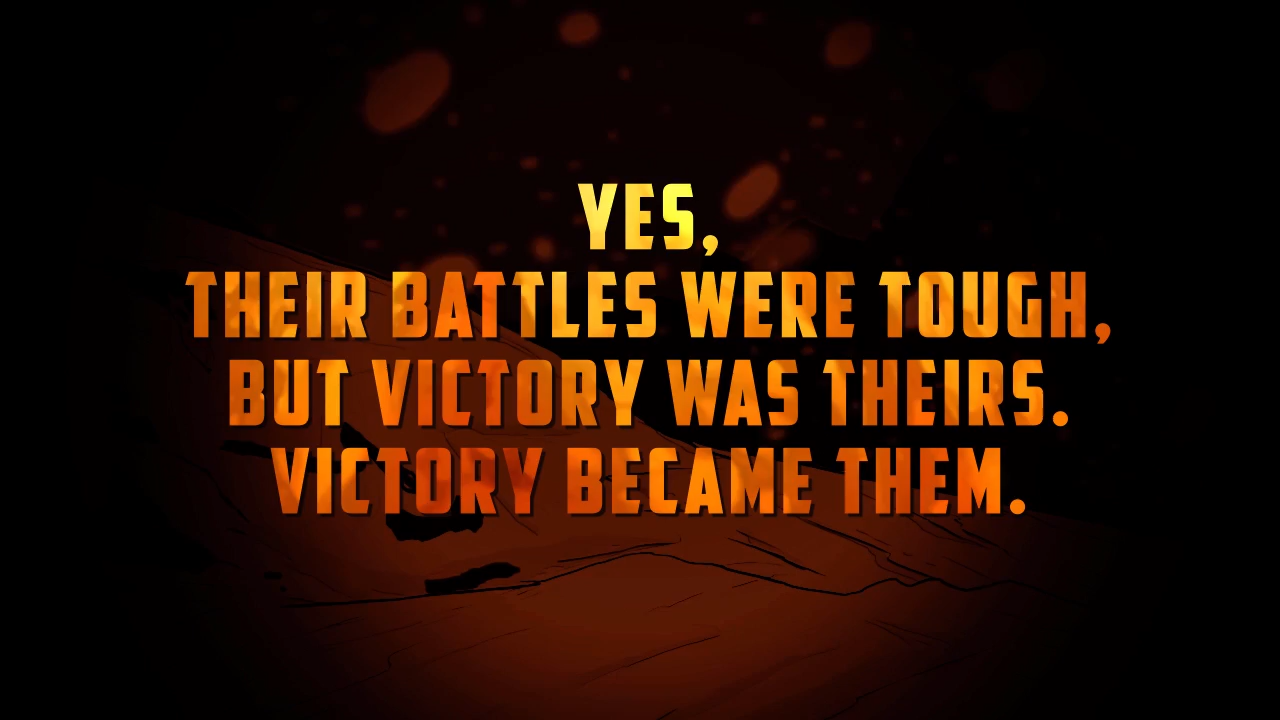 YES,
THEIR BATTLES WERE TOUGH,
BUT VICTORY WAS THEIRS.
VICTORY BECAME THEM.